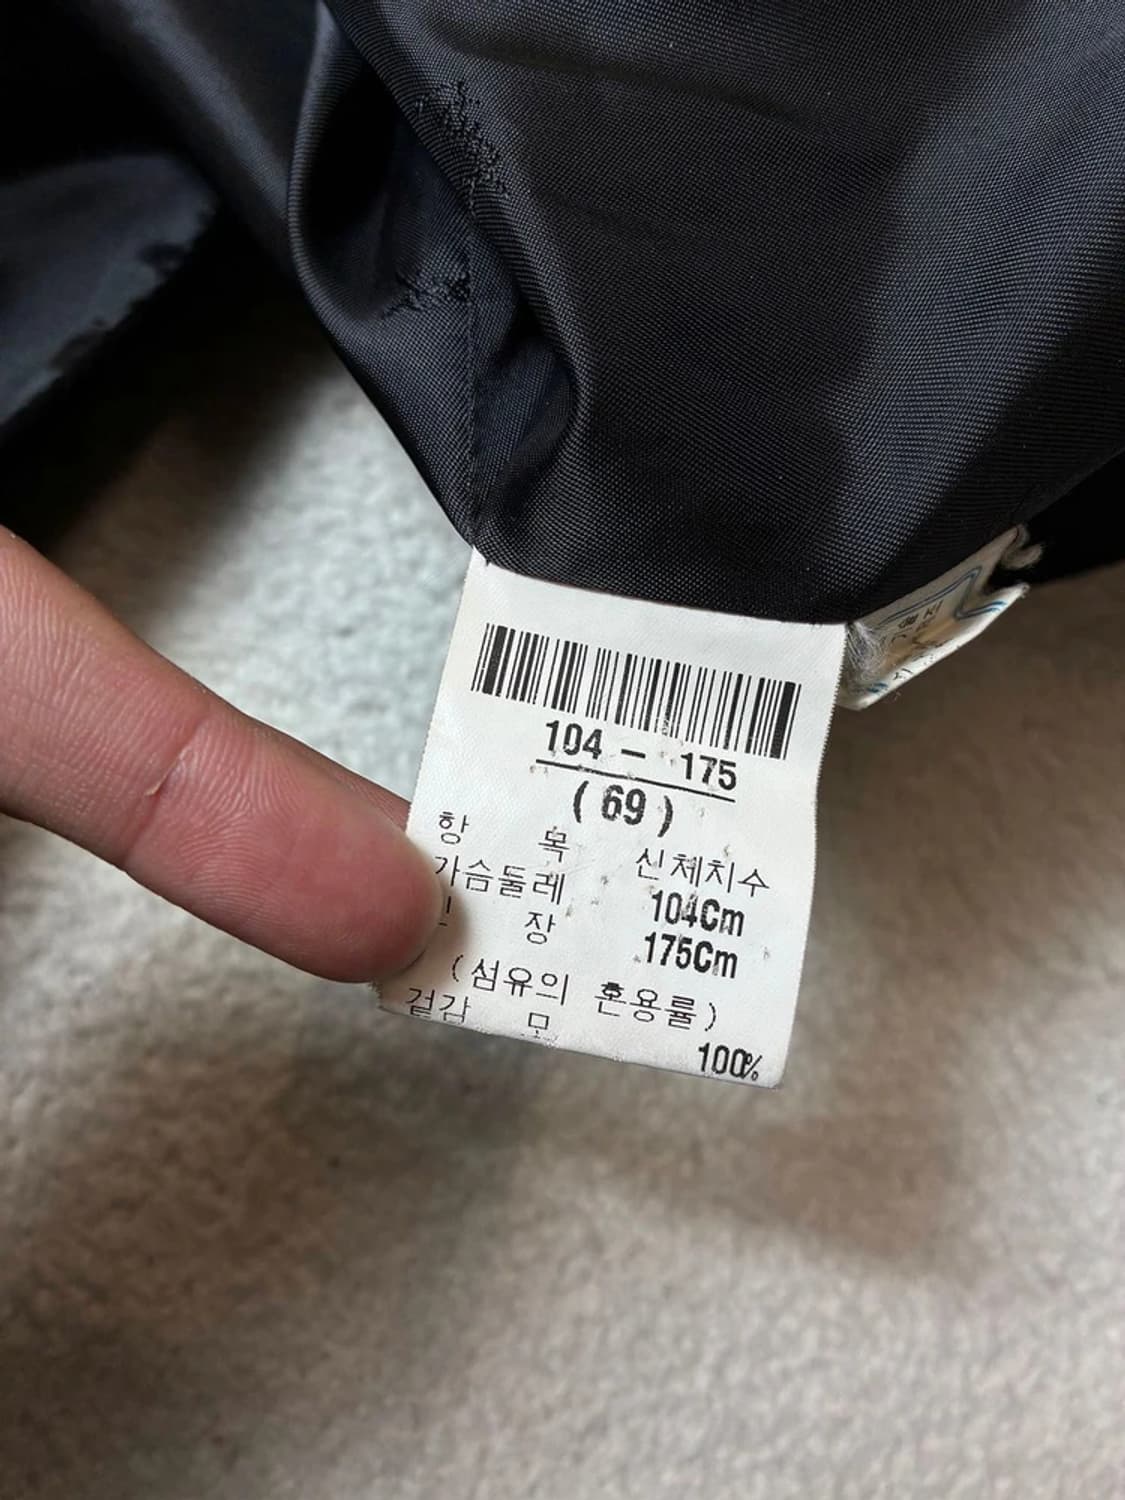 104 - 175
( 69 )
항 목 신체치수
가슴둘레 104Cm
장 175Cm
(섬유의 혼용률)
겉감 모 100%